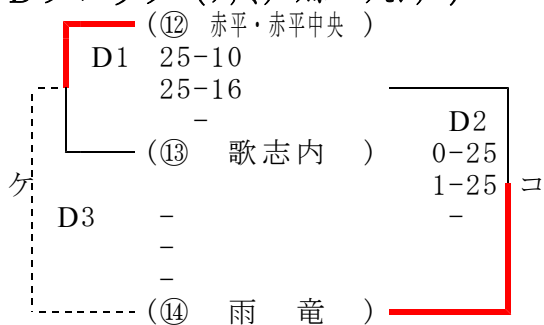 (⑫ 赤平・赤平中央 )
D1 25-10
25-16
- D2
(⑬ 歌志内 ) 0-25
ケ 1-25 コ
D3 - -
-
-
(⑭ 雨 竜 )